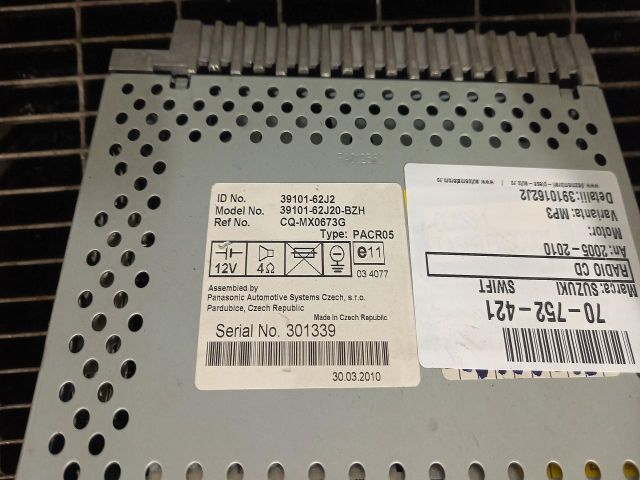 ID No. 39101-62J2
Model No. 39101-62J20-BZH
Ref No. CQ-MX0673G
Type: PACR05
12V
4Ω
e11
03 4077
Assembled by
Panasonic Automotive Systems Czech, s.r.o.
Pardubice, Czech Republic
Made in Czech Republic
Serial No. 301339
30.03.2010
70-752-421
Marca: SUZUKI
SWIFT
RADIO CD
An: 2005-2010
Motor:
Varianta: MP3
Detalii: 3910162J2